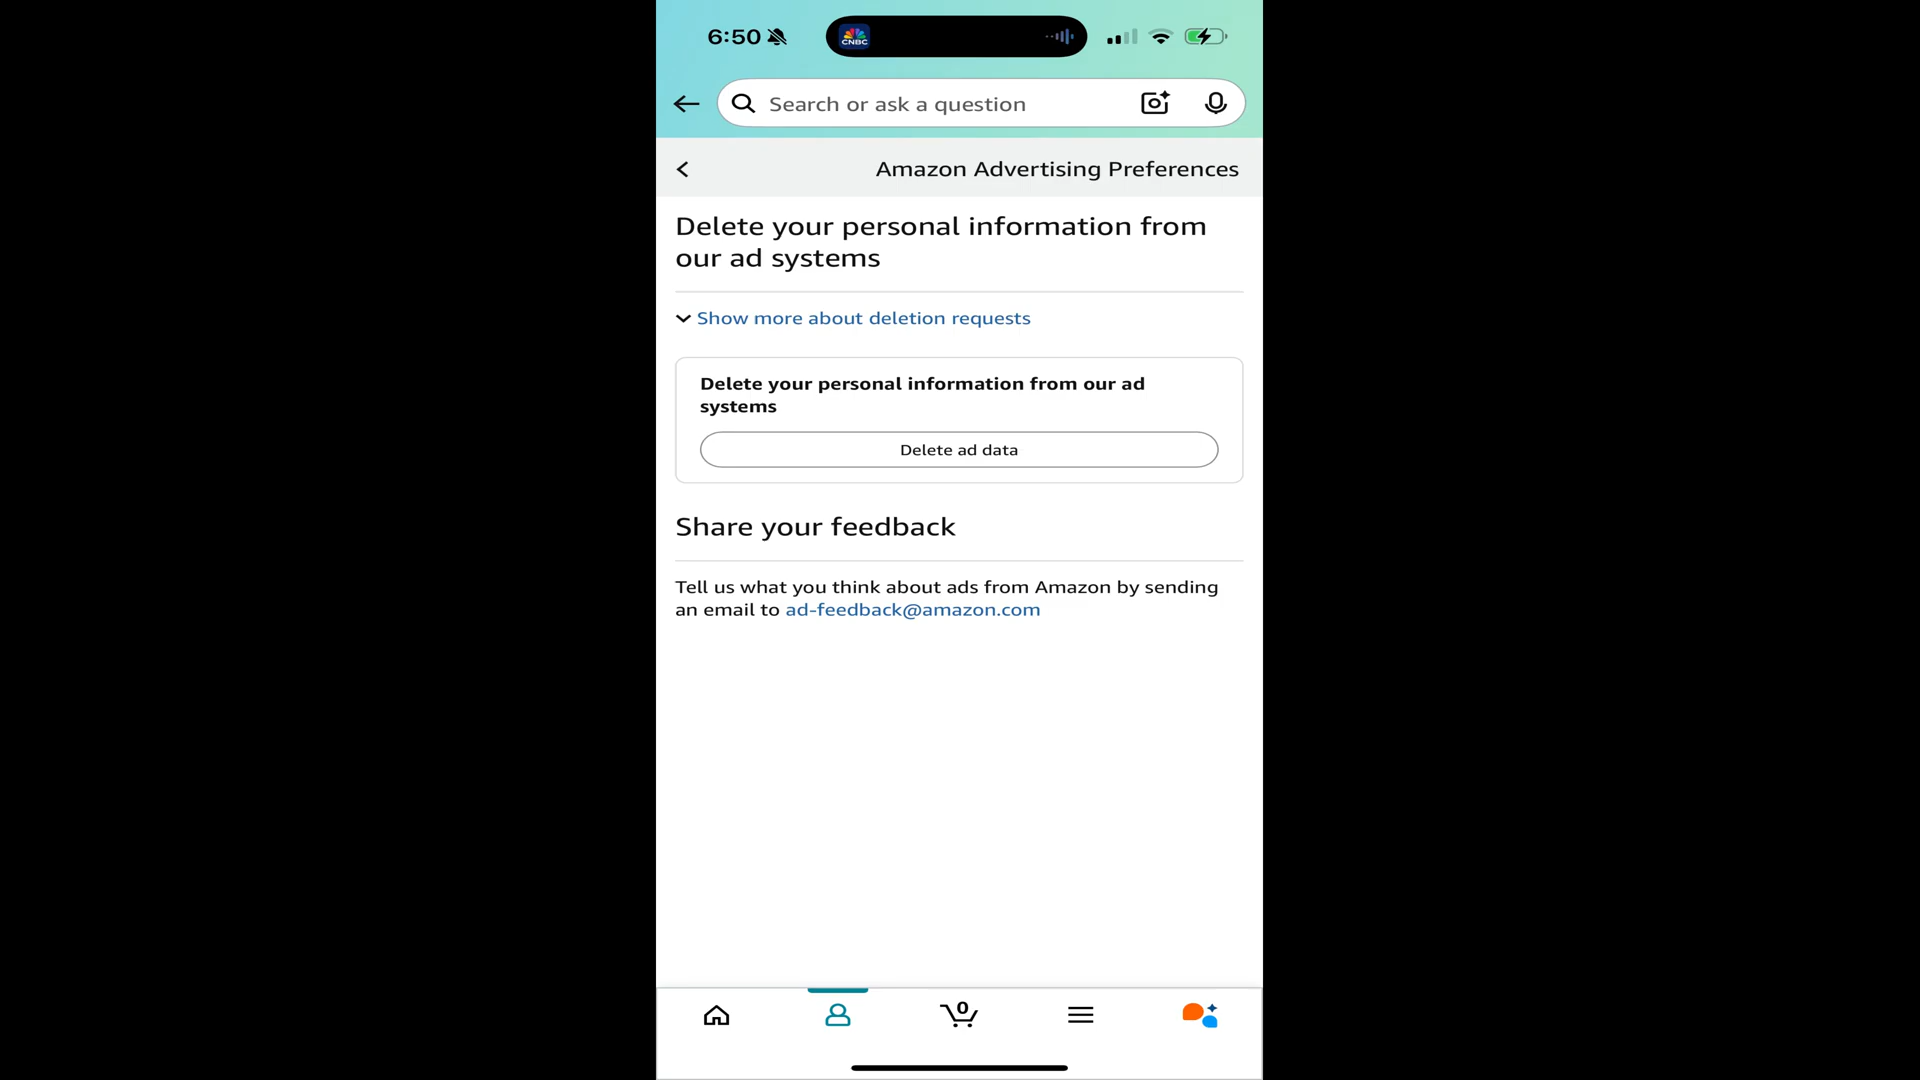 6:50
CNBC
Search or ask a question
Amazon Advertising Preferences
Delete your personal information from
our ad systems
Show more about deletion requests
Delete your personal information from our ad
systems
Delete ad data
Share your feedback
Tell us what you think about ads from Amazon by sending
an email to ad-feedback@amazon.com
0